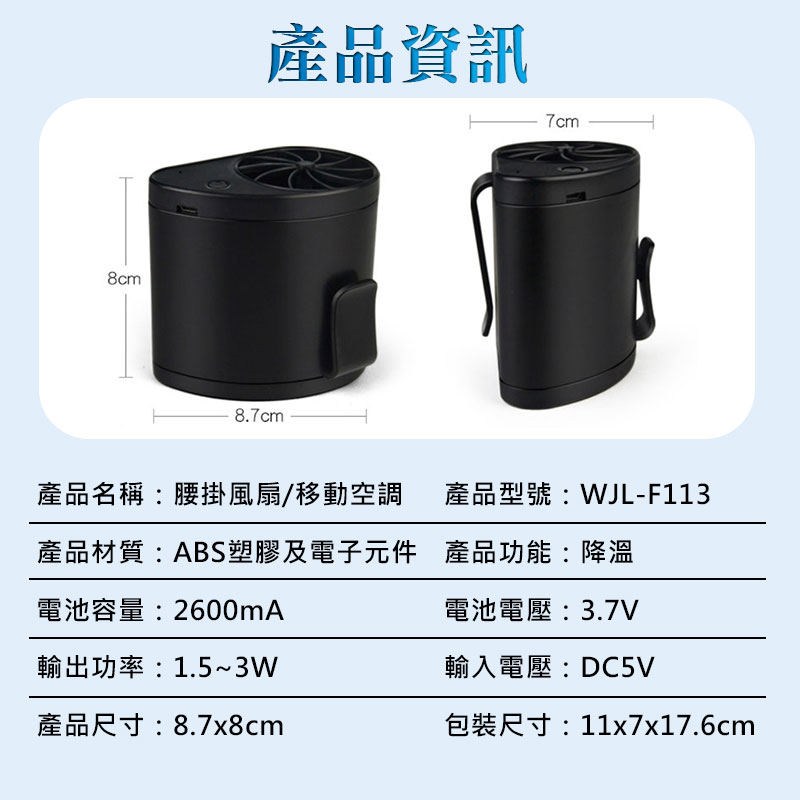 產品資訊
7cm
8cm
8.7cm
產品名稱：腰掛風扇/移動空調 產品型號：WJL-F113
產品材質：ABS塑膠及電子元件 產品功能：降溫
電池容量：2600mA 電池電壓：3.7V
輸出功率：1.5~3W 輸入電壓：DC5V
產品尺寸：8.7x8cm 包裝尺寸：11x7x17.6cm